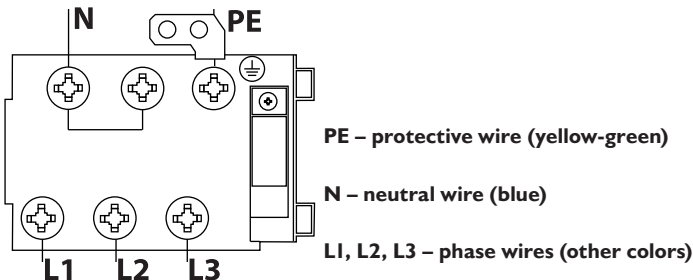 N PE
PE – protective wire (yellow-green)
N – neutral wire (blue)
L1, L2, L3 – phase wires (other colors)
L1 L2 L3